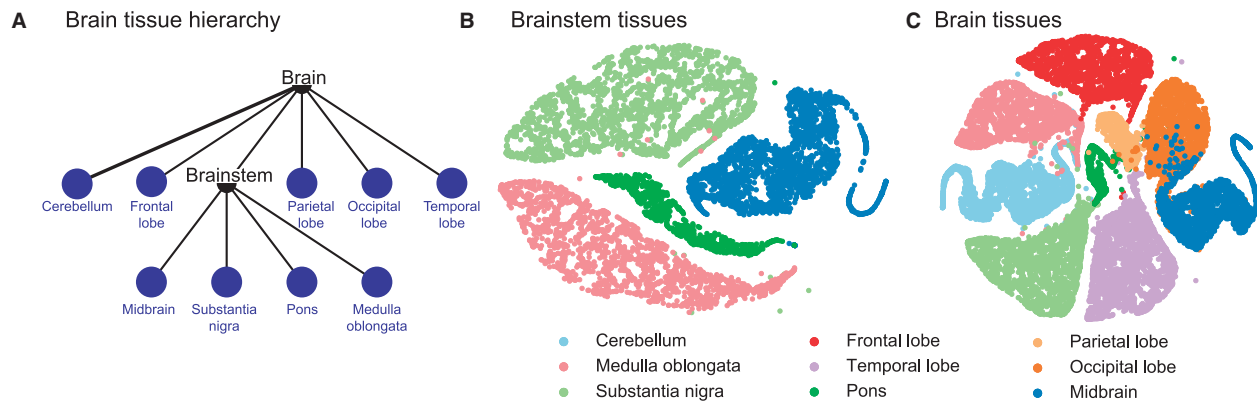 A Brain tissue hierarchy
Brain
Brainstem
Cerebellum
Frontal
lobe
Parietal
lobe
Occipital
lobe
Temporal
lobe
Midbrain
Substantia
nigra
Pons
Medulla
oblongata
B Brainstem tissues
C Brain tissues
Cerebellum
Medulla oblongata
Substantia nigra
Frontal lobe
Temporal lobe
Pons
Parietal lobe
Occipital lobe
Midbrain